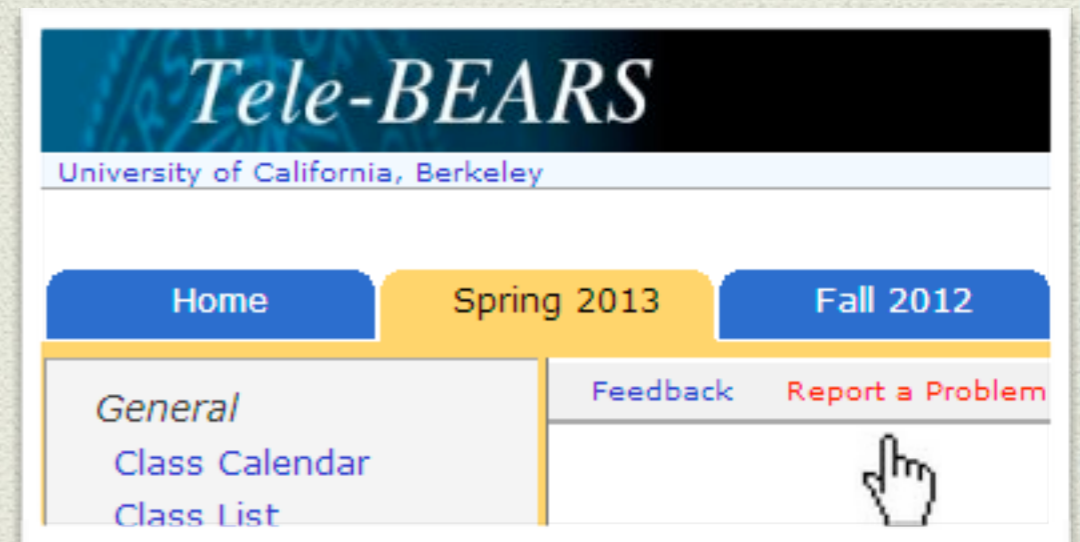 Tele-BEARS
University of California, Berkeley
Home Spring 2013 Fall 2012
Feedback Report a Problem
General
Class Calendar
Class List